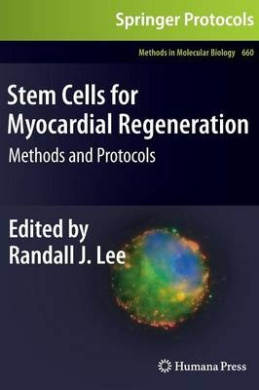 Springer Protocols
Methods in Molecular Biology 660
Stem Cells for
Myocardial Regeneration
Methods and Protocols
Edited by
Randall J. Lee
Humana Press